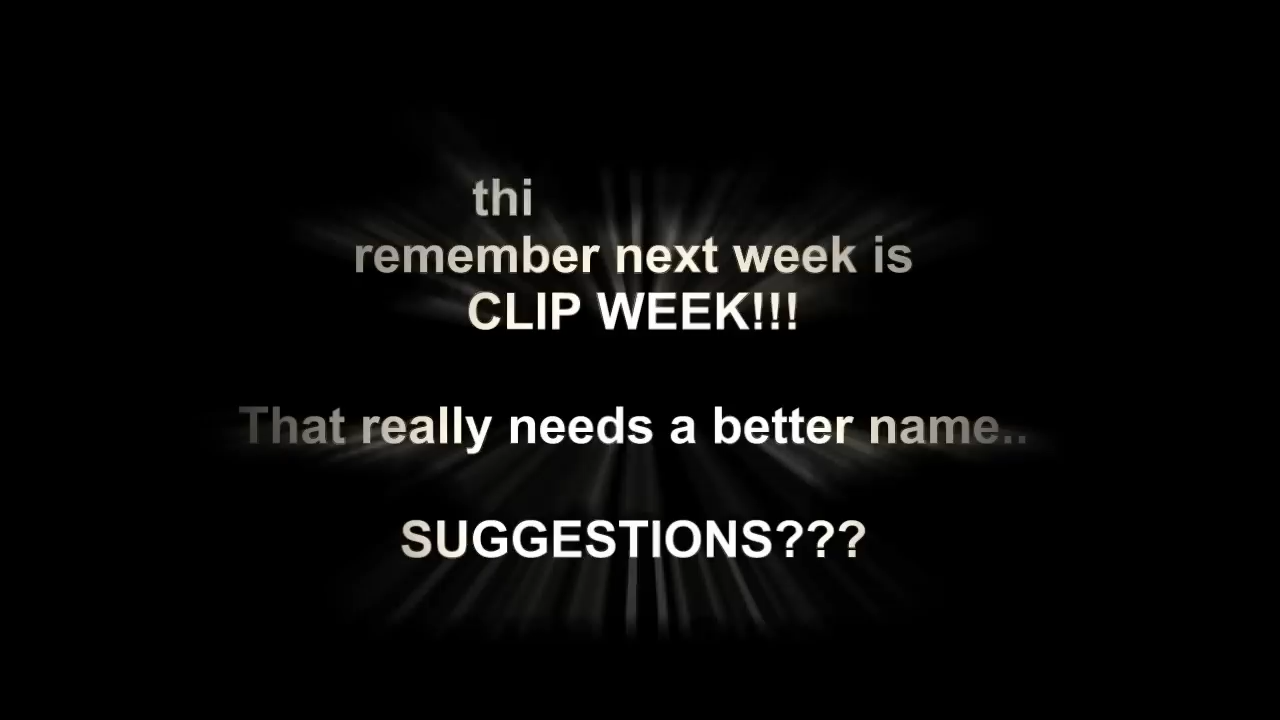 thi
remember next week is
CLIP WEEK!!!
That really needs a better name..
SUGGESTIONS???